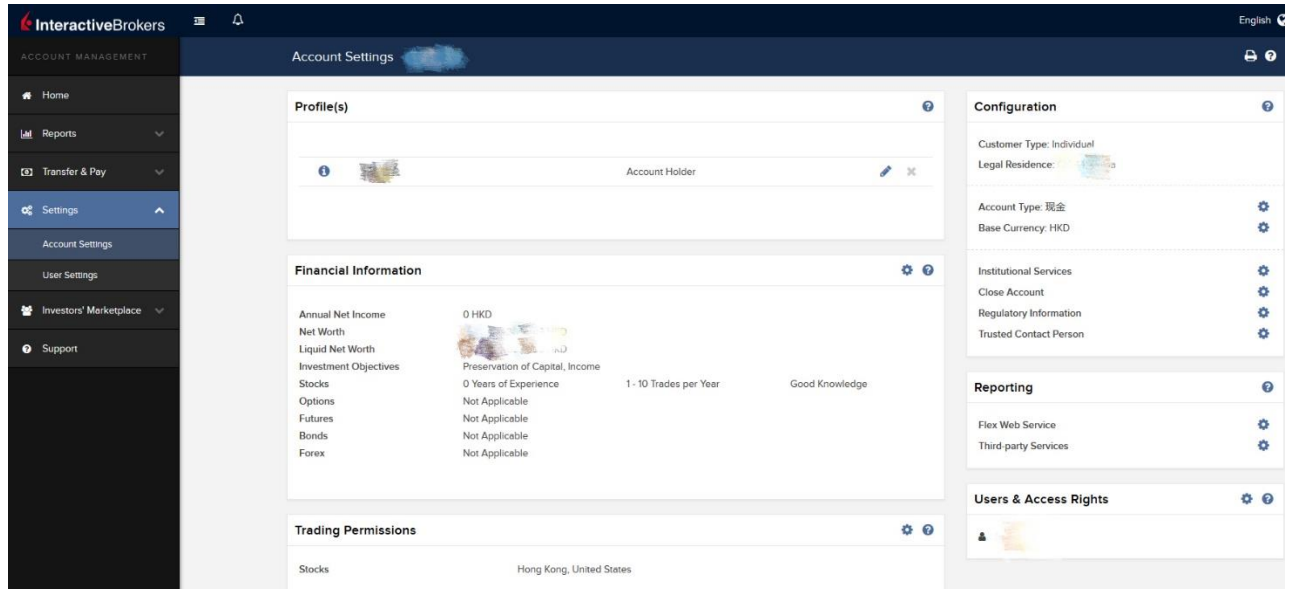 InteractiveBrokers
English
ACCOUNT MANAGEMENT
Account Settings
Home
Reports
Transfer & Pay
Settings
Account Settings
User Settings
Investors' Marketplace
Support
Profile(s)
Account Holder
Financial Information
Annual Net Income 0 HKD
Net Worth
Liquid Net Worth
Investment Objectives Preservation of Capital, Income
Stocks 0 Years of Experience 1 - 10 Trades per Year Good Knowledge
Options Not Applicable
Futures Not Applicable
Bonds Not Applicable
Forex Not Applicable
Trading Permissions
Stocks Hong Kong, United States
Configuration
Customer Type: Individual
Legal Residence:
Account Type: 现金
Base Currency: HKD
Institutional Services
Close Account
Regulatory Information
Trusted Contact Person
Reporting
Flex Web Service
Third-party Services
Users & Access Rights